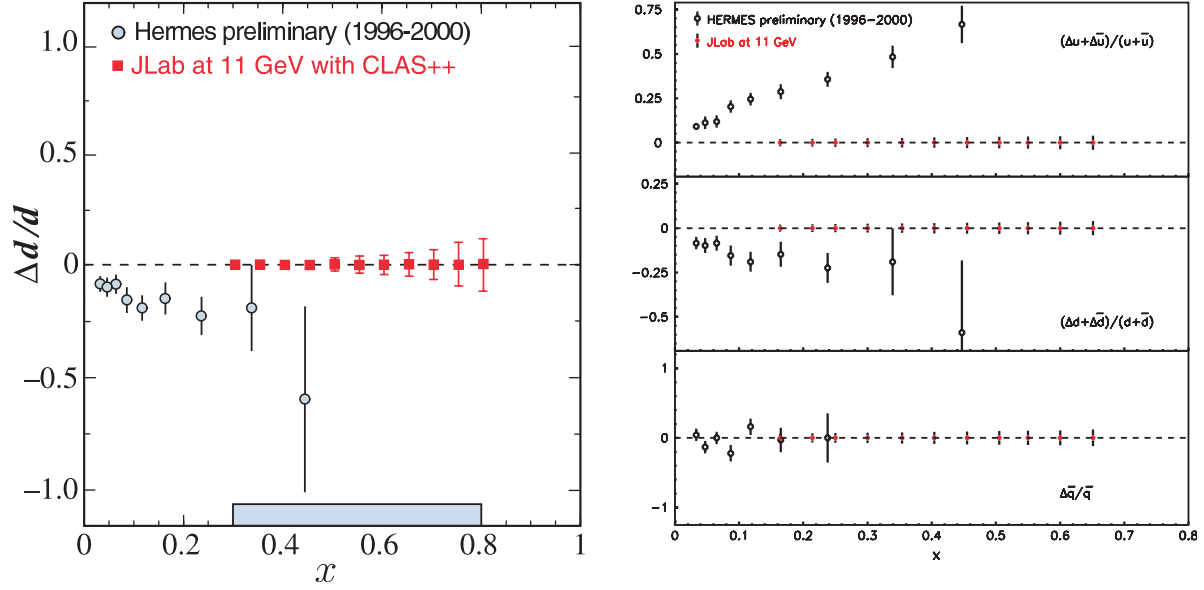 Hermes preliminary (1996-2000)
JLab at 11 GeV with CLAS++
1.0
0.5
0
−0.5
−1.0
Δd/d
0 0.2 0.4 0.6 0.8 1
x
HERMES preliminary (1996−2000)
JLab at 11 GeV
(Δu+Δū)/(u+ū)
0.75
0.5
0.25
0
0.25
0
-0.25
-0.5
(Δd+Δd̄)/(d+d̄)
1
0
-1
Δq̄/q̄
0 0.1 0.2 0.3 0.4 0.5 0.6 0.7 0.8
x